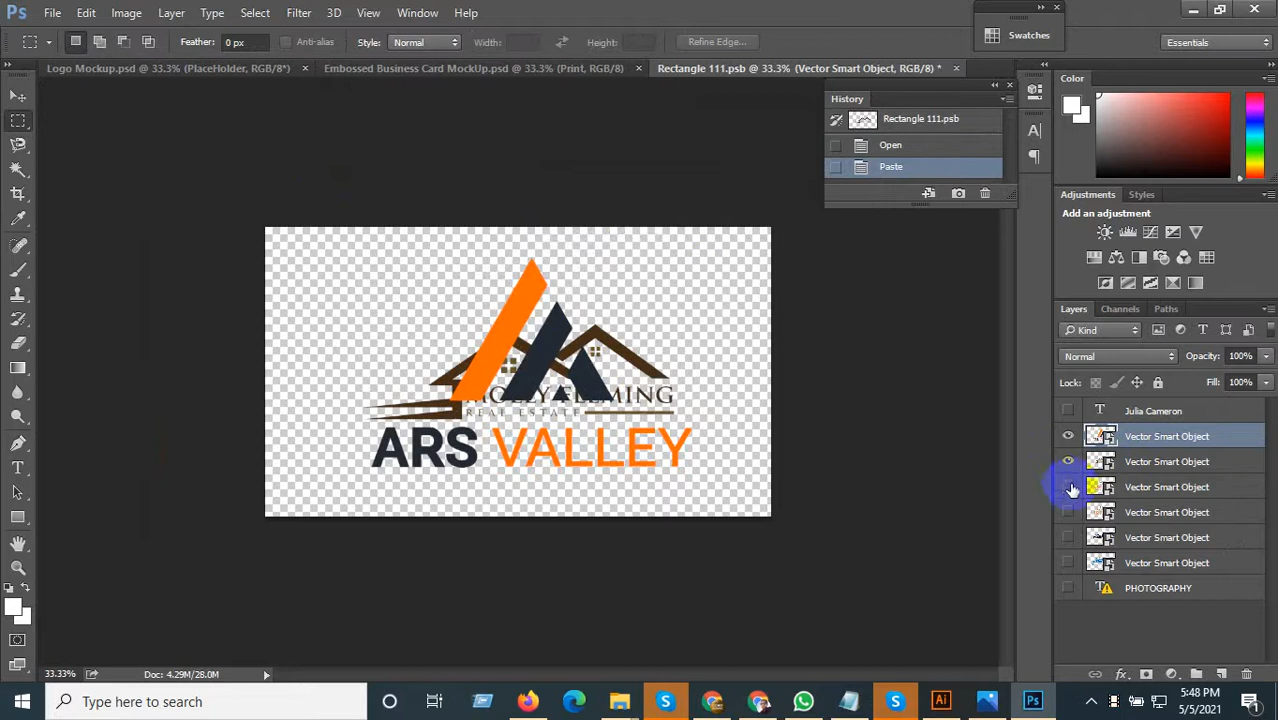 Ps File Edit Image Layer Type Select Filter 3D View Window Help
Swatches
Feather: 0 px Anti-alias Style: Normal Width: Height: Refine Edge... Essentials
Logo Mockup.psd @ 33.3% (PlaceHolder, RGB/8*) × Embossed Business Card MockUp.psd @ 33.3% (Print, RGB/8) × Rectangle 111.psb @ 33.3% (Vector Smart Object, RGB/8) * ×
Color
History
Rectangle 111.psb
Open
Paste
Adjustments Styles
Add an adjustment
Layers Channels Paths
Kind
Normal Opacity: 100%
Lock: Fill: 100%
Julia Cameron
Vector Smart Object
Vector Smart Object
Vector Smart Object
Vector Smart Object
Vector Smart Object
Vector Smart Object
PHOTOGRAPHY
REAL ESTATE
ARS VALLEY
33.33% Doc: 4.29M/28.0M
Type here to search
5:48 PM
5/5/2021